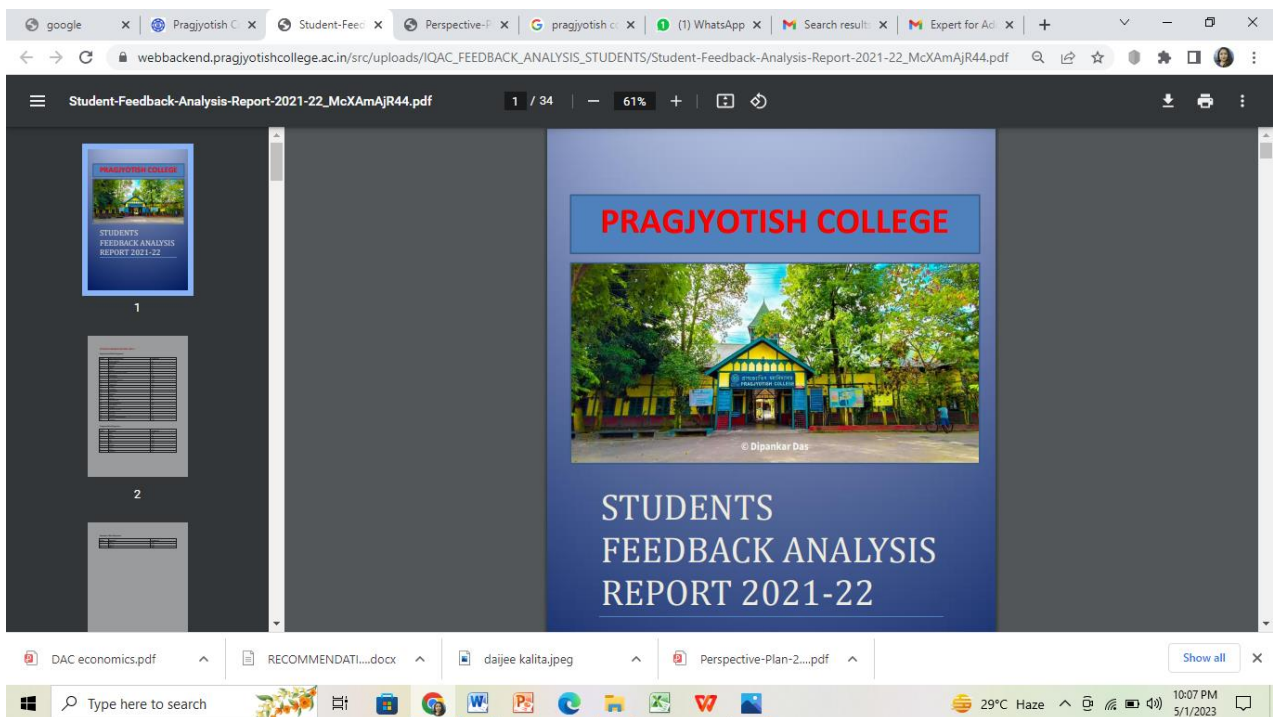 google
Pragjyotish C
Student-Feed
Perspective-P
pragjyotish co
(1) WhatsApp
Search result
Expert for Ad
webbackend.pragjyotishcollege.ac.in/src/uploads/IQAC_FEEDBACK_ANALYSIS_STUDENTS/Student-Feedback-Analysis-Report-2021-22_McXAmAjR44.pdf
Student-Feedback-Analysis-Report-2021-22_McXAmAjR44.pdf
1 / 34
61%
PRAGJYOTISH COLLEGE
STUDENTS
FEEDBACK ANALYSIS
REPORT 2021-22
1
2
PRAGJYOTISH COLLEGE
PRAGJYOTISH COLLEGE
© Dipankar Das
STUDENTS
FEEDBACK ANALYSIS
REPORT 2021-22
DAC economics.pdf
RECOMMENDATI....docx
daijee kalita.jpeg
Perspective-Plan-2....pdf
Show all
Type here to search
29°C Haze
10:07 PM
5/1/2023